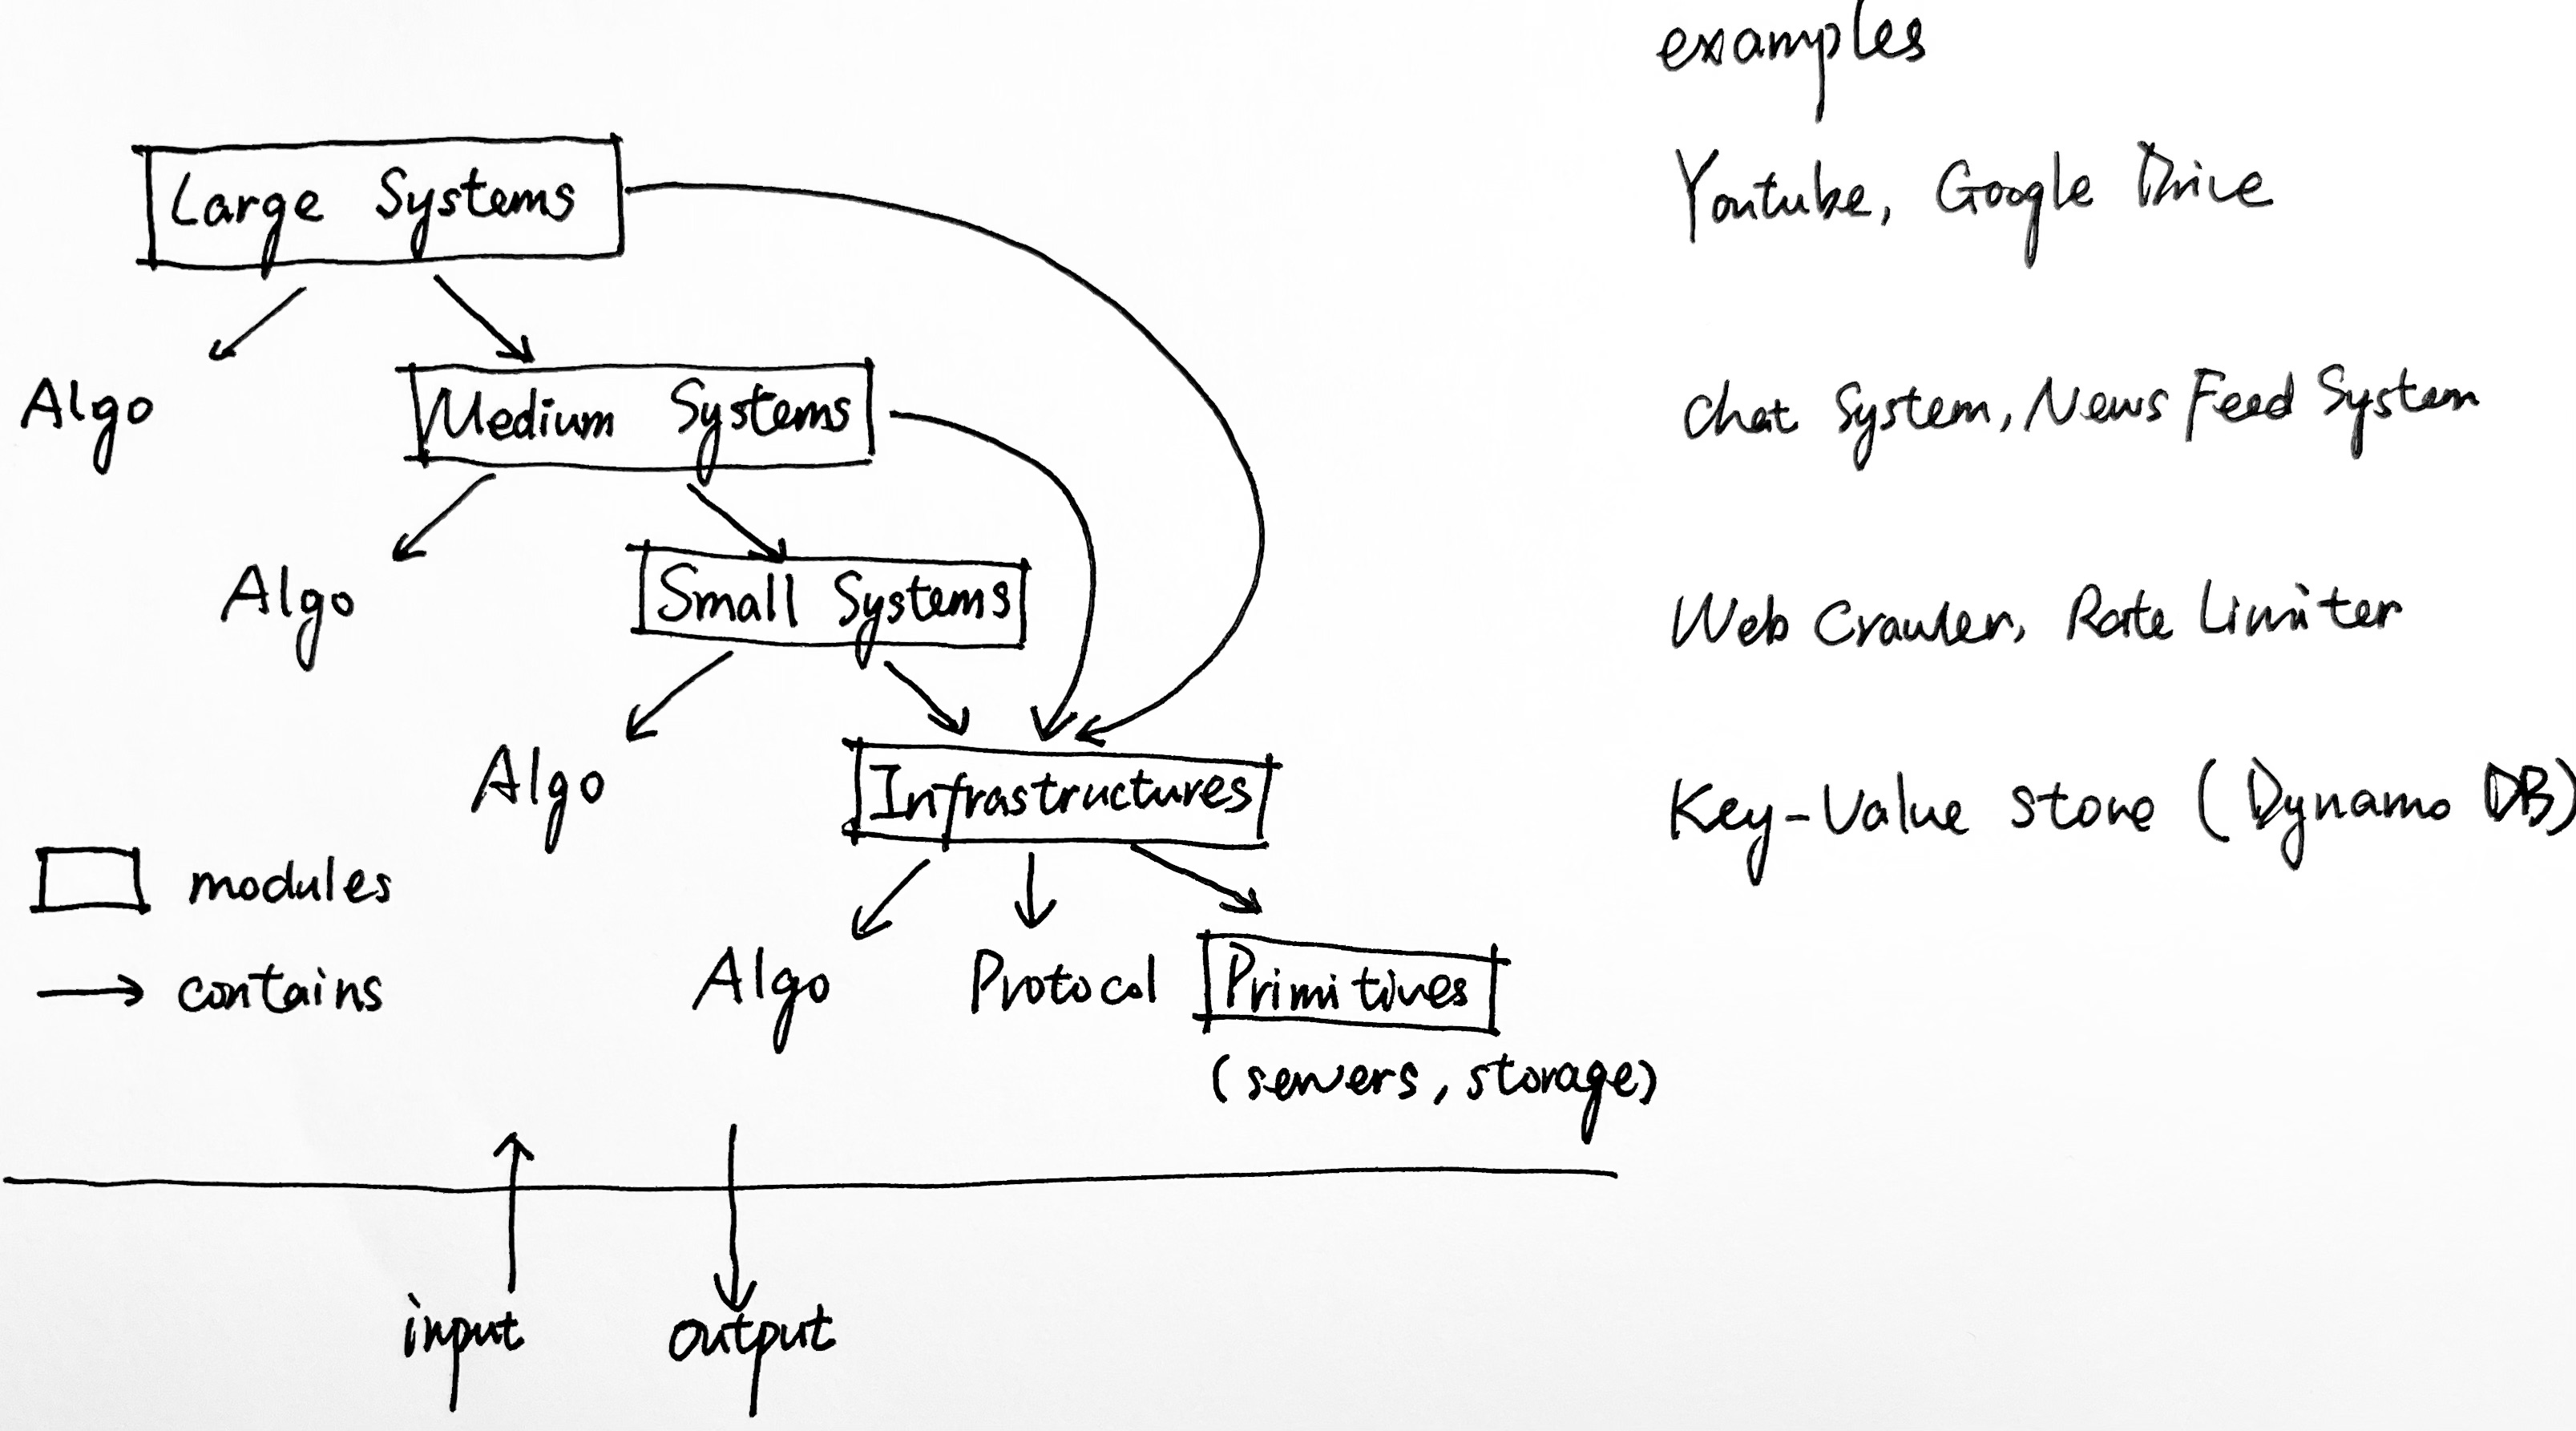 examples
Large Systems
Youtube, Google Drive
Algo
Medium Systems
Chat System, News Feed System
Algo
Small Systems
Web Crawler, Rate Limiter
Algo
Infrastructures
Key-Value Store (Dynamo DB)
modules
contains
Algo
Protocol
Primitives
(servers, storage)
input
output